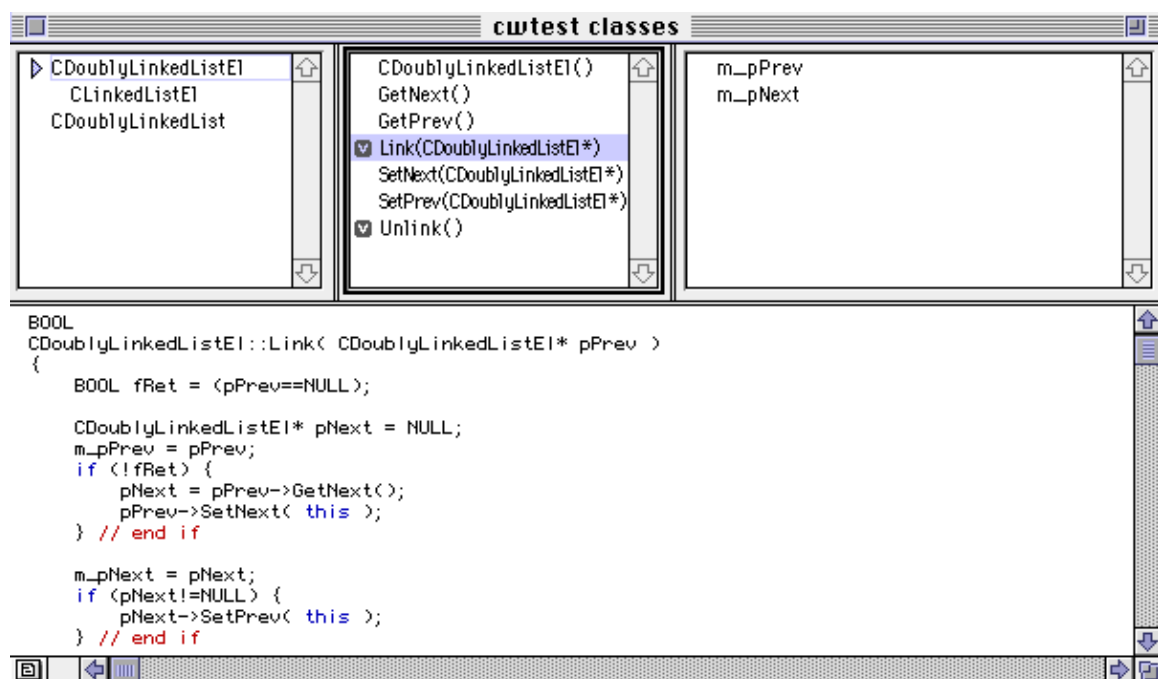 cwtest classes
CDoublyLinkedListEl
CLinkedListEl
CDoublyLinkedList
CDoublyLinkedListEl()
GetNext()
GetPrev()
Link(CDoublyLinkedListEl*)
SetNext(CDoublyLinkedListEl*)
SetPrev(CDoublyLinkedListEl*)
Unlink()
m_pPrev
m_pNext
BOOL
CDoublyLinkedListEl::Link( CDoublyLinkedListEl* pPrev )
{
    BOOL fRet = (pPrev==NULL);
    CDoublyLinkedListEl* pNext = NULL;
    m_pPrev = pPrev;
    if (!fRet) {
        pNext = pPrev->GetNext();
        pPrev->SetNext( this );
    } // end if
    m_pNext = pNext;
    if (pNext!=NULL) {
        pNext->SetPrev( this );
    } // end if